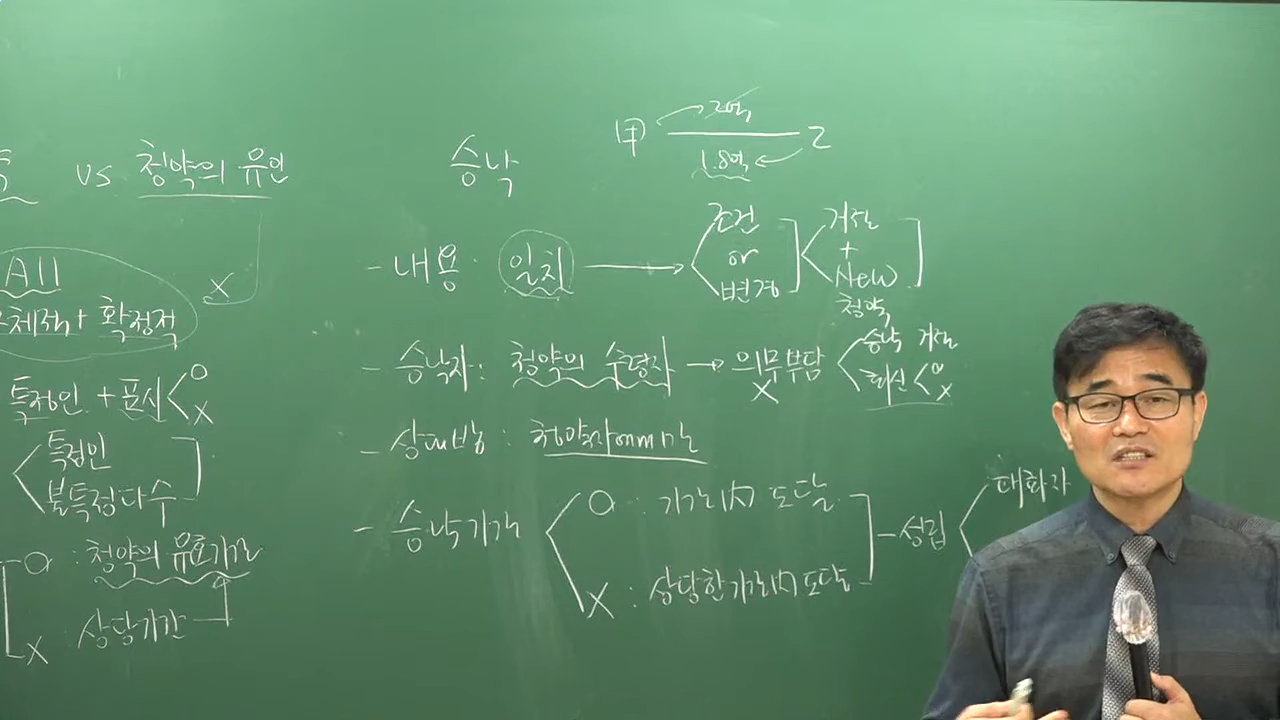 vs 청약의 유인
All
구체적 + 확정적
X
특정인 + 표시 < O X
특정인
불특정다수
O : 청약의 유효기간
X 상당기간
승낙
甲 2억 乙
1.8억
- 내용 : 일치 → 조건 or 변경 거절 + New 청약
- 승낙자 : 청약의 수령자 → 의무부담 X 승낙 거절 회신 < O X
- 상대방 : 청약자에 만
- 승낙기간 O : 기간내 도달
X : 상당한기간내 도달
- 성립 대화자